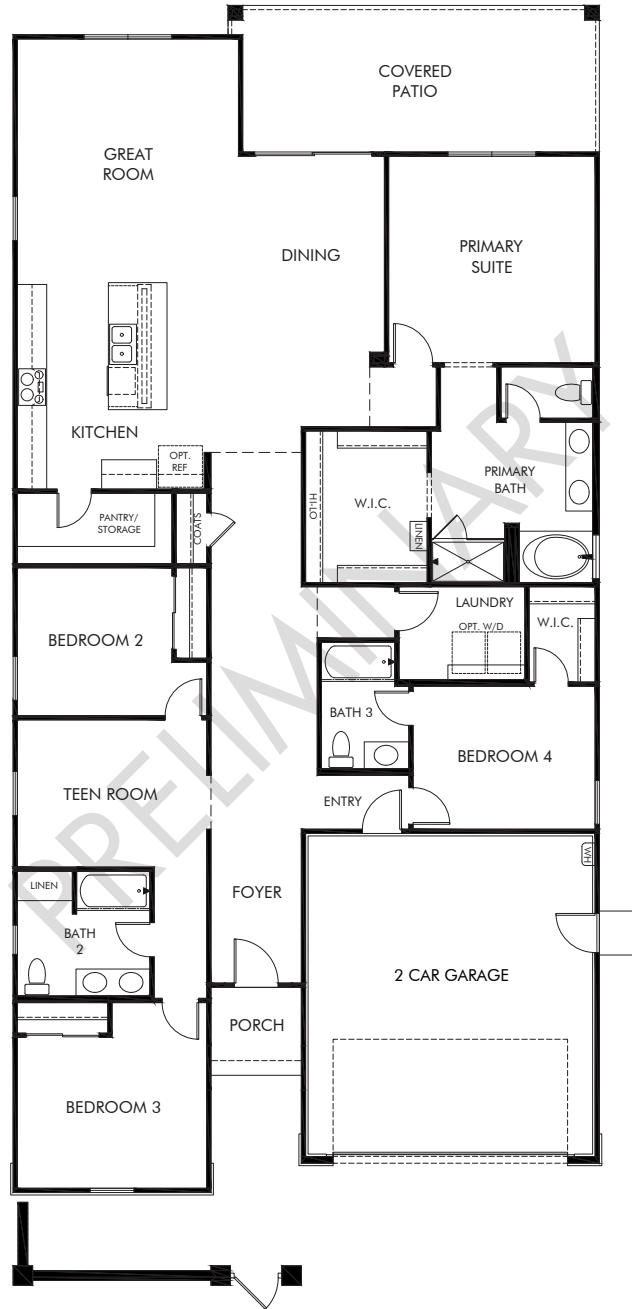 COVERED
PATIO
GREAT
ROOM
DINING
PRIMARY
SUITE
KITCHEN
OPT.
REF
PRIMARY
BATH
HI-LO
W.I.C.
LINEN
PANTRY/
STORAGE
COATS
LAUNDRY
OPT. W/D
W.I.C.
BEDROOM 2
BATH 3
BEDROOM 4
TEEN ROOM
ENTRY
WH
LINEN
FOYER
BATH
2
2 CAR GARAGE
PORCH
BEDROOM 3
PRELIMINARY